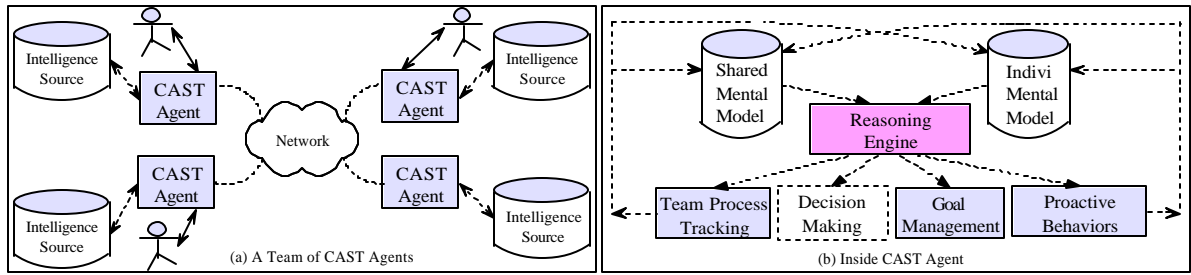 Intelligence
Source
CAST
Agent
CAST
Agent
Intelligence
Source
Network
CAST
Agent
CAST
Agent
Intelligence
Source
Intelligence
Source
(a) A Team of CAST Agents
Shared
Mental
Model
Indivi
Mental
Model
Reasoning
Engine
Team Process
Tracking
Decision
Making
Goal
Management
Proactive
Behaviors
(b) Inside CAST Agent